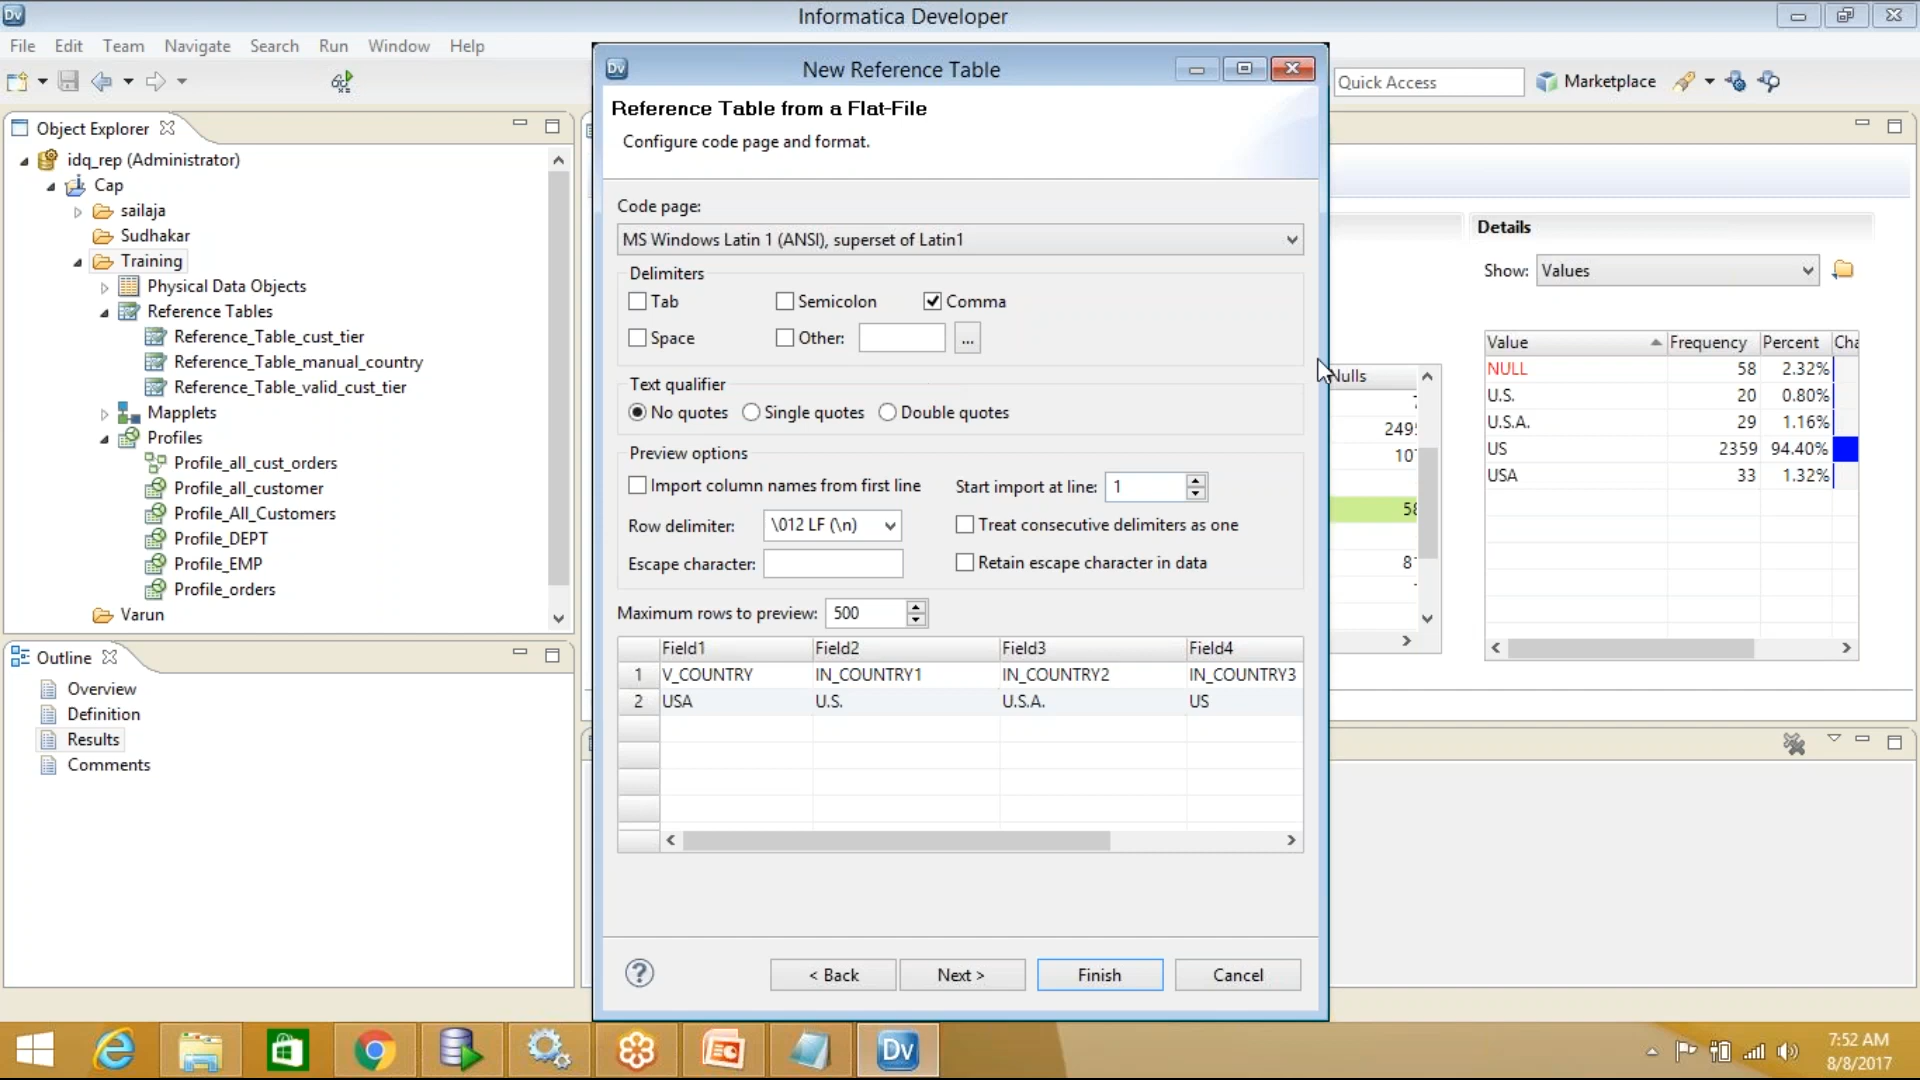 Dv
Informatica Developer
File Edit Team Navigate Search Run Window Help
Quick Access
Marketplace
Object Explorer
idq_rep (Administrator)
Cap
sailaja
Sudhakar
Training
Physical Data Objects
Reference Tables
Reference_Table_cust_tier
Reference_Table_manual_country
Reference_Table_valid_cust_tier
Mapplets
Profiles
Profile_all_cust_orders
Profile_all_customer
Profile_All_Customers
Profile_DEPT
Profile_EMP
Profile_orders
Varun
Outline
Overview
Definition
Results
Comments
Dv
New Reference Table
Reference Table from a Flat-File
Configure code page and format.
Code page:
MS Windows Latin 1 (ANSI), superset of Latin1
Delimiters
Tab Semicolon Comma
Space Other: ...
Text qualifier
No quotes Single quotes Double quotes
Preview options
Import column names from first line Start import at line: 1
Row delimiter: \012 LF (\n) Treat consecutive delimiters as one
Escape character: Retain escape character in data
Maximum rows to preview: 500
Field1 Field2 Field3 Field4
1 V_COUNTRY IN_COUNTRY1 IN_COUNTRY2 IN_COUNTRY3
2 USA U.S. U.S.A. US
?
< Back Next > Finish Cancel
Nulls
Details
Show: Values
Value Frequency Percent Cha
NULL 58 2.32%
U.S. 20 0.80%
U.S.A. 29 1.16%
US 2359 94.40%
USA 33 1.32%
Dv
7:52 AM
8/8/2017